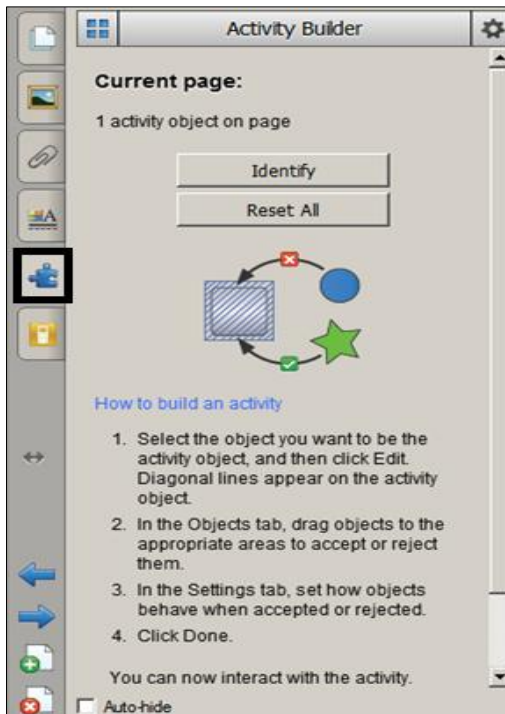 Activity Builder
Current page:
1 activity object on page
Identify
Reset All
How to build an activity
1. Select the object you want to be the
activity object, and then click Edit.
Diagonal lines appear on the activity
object.
2. In the Objects tab, drag objects to the
appropriate areas to accept or reject
them.
3. In the Settings tab, set how objects
behave when accepted or rejected.
4. Click Done.
You can now interact with the activity.
Auto-hide